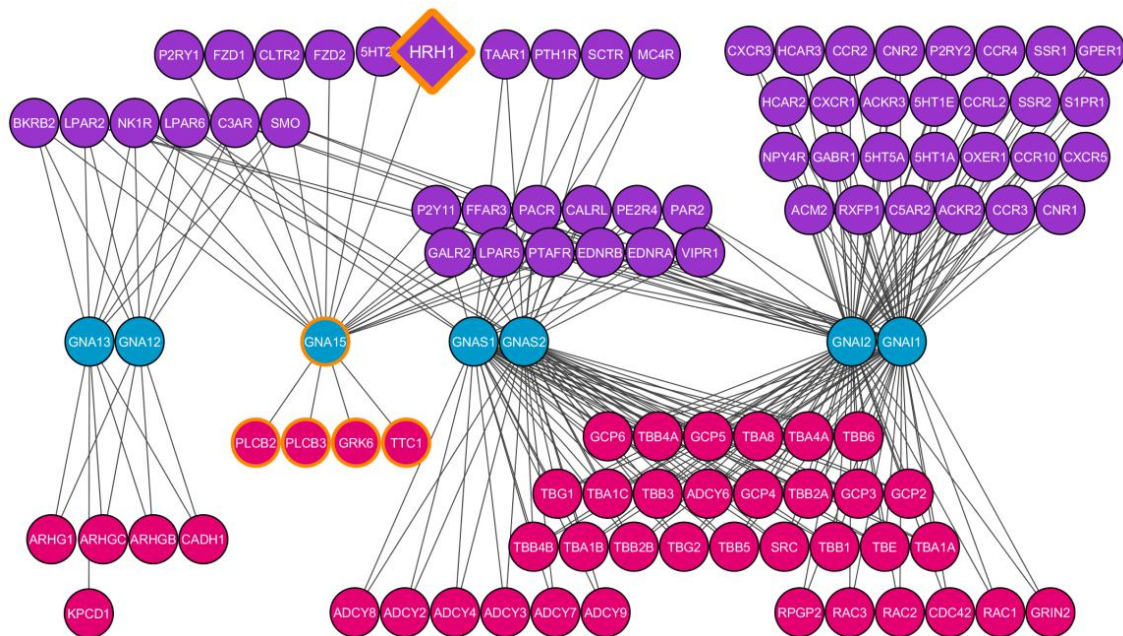 P2RY1 FZD1 CLTR2 FZD2 5HT2 HRH1 TAAR1 PTH1R SCTR MC4R CXCR3 HCAR3 CCR2 CNR2 P2RY2 CCR4 SSR1 GPER1
BKRB2 LPAR2 NK1R LPAR6 C3AR SMO HCAR2 CXCR1 ACKR3 5HT1E CCRL2 SSR2 S1PR1
NPY4R GABR1 5HT5A 5HT1A OXER1 CCR10 CXCR5
P2Y11 FFAR3 PACR CALRL PE2R4 PAR2 ACM2 RXFP1 C5AR2 ACKR2 CCR3 CNR1
GALR2 LPAR5 PTAFR EDNRB EDNRA VIPR1
GNA13 GNA12 GNA15 GNAS1 GNAS2 GNAI2 GNAI1
PLCB2 PLCB3 GRK6 TTC1 GCP6 TBB4A GCP5 TBA8 TBA4A TBB6
TBG1 TBA1C TBB3 ADCY6 GCP4 TBB2A GCP3 GCP2
ARHG1 ARHGC ARHGB CADH1 TBB4B TBA1B TBB2B TBG2 TBB5 SRC TBB1 TBE TBA1A
KPCD1 ADCY8 ADCY2 ADCY4 ADCY3 ADCY7 ADCY9 RPGP2 RAC3 RAC2 CDC42 RAC1 GRIN2